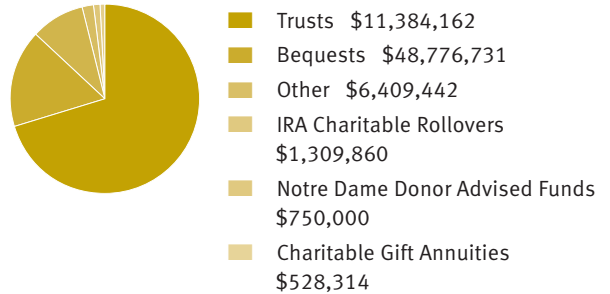 Trusts $11,384,162
Bequests $48,776,731
Other $6,409,442
IRA Charitable Rollovers
$1,309,860
Notre Dame Donor Advised Funds
$750,000
Charitable Gift Annuities
$528,314